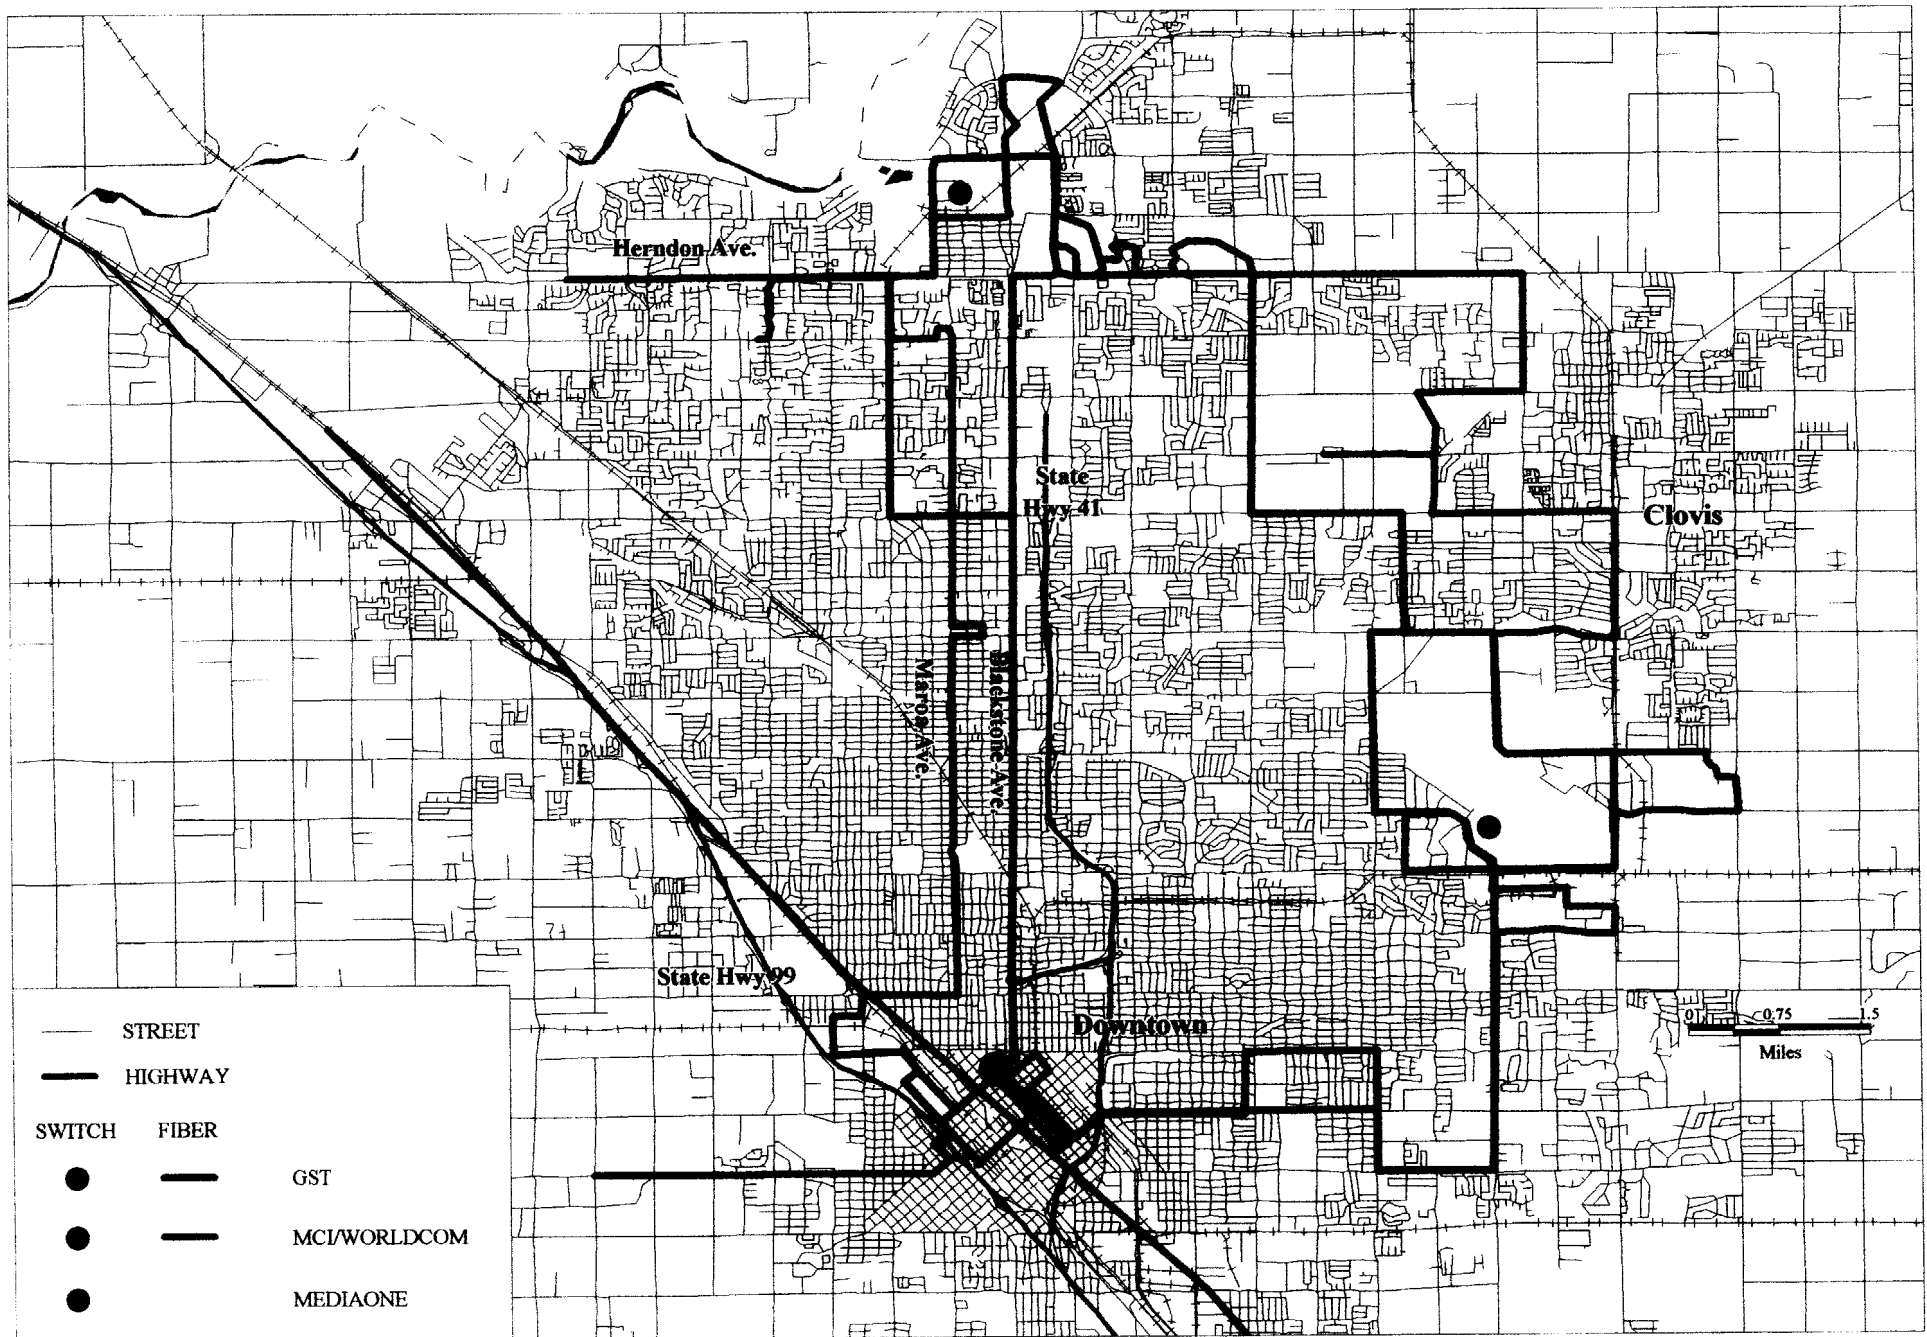 Herndon Ave.
State
Hwy 41
Clovis
Maroa Ave.
Blackstone Ave.
State Hwy 99
Downtown
0 0.75 1.5
Miles
STREET
HIGHWAY
SWITCH FIBER
GST
MCI/WORLDCOM
MEDIAONE